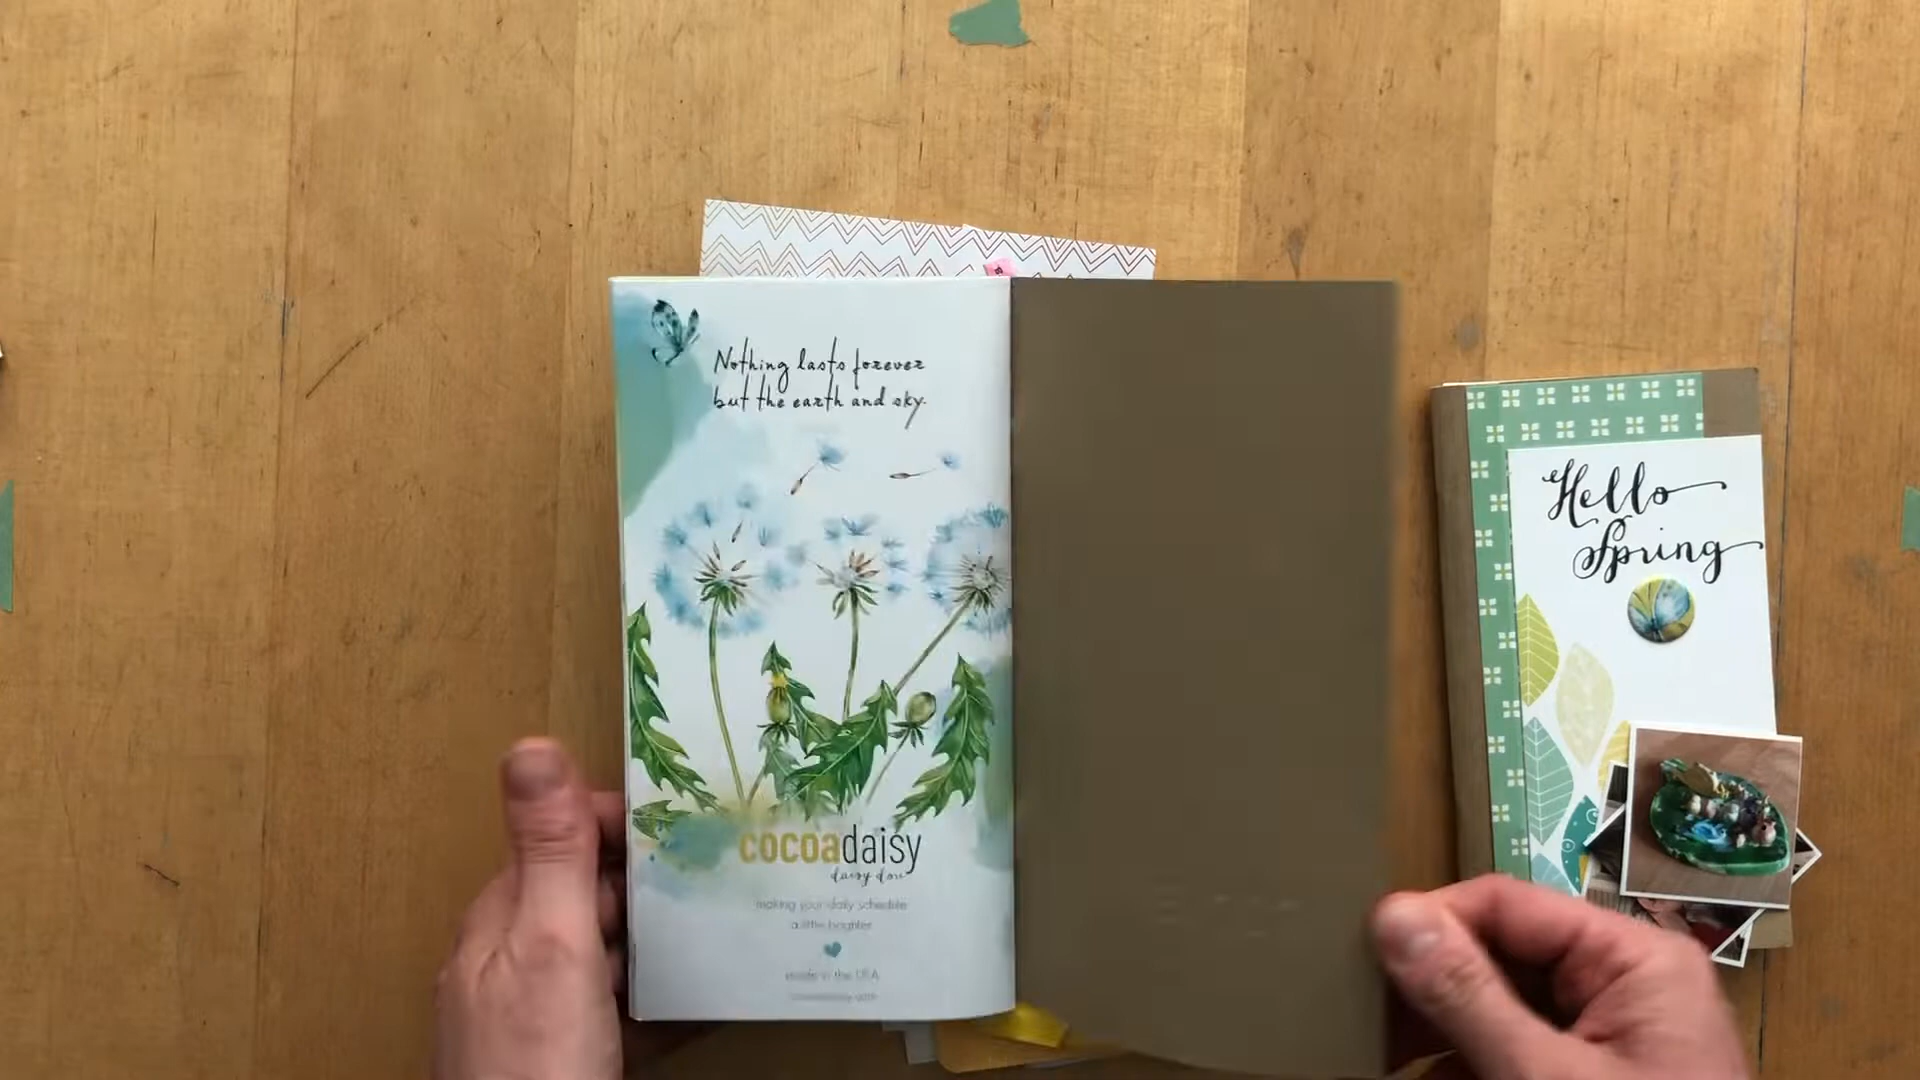 Nothing lasts forever
but the earth and sky.
cocoadaisy
daisy dori
making your daily schedule
a little brighter
made in the USA
Hello
Spring